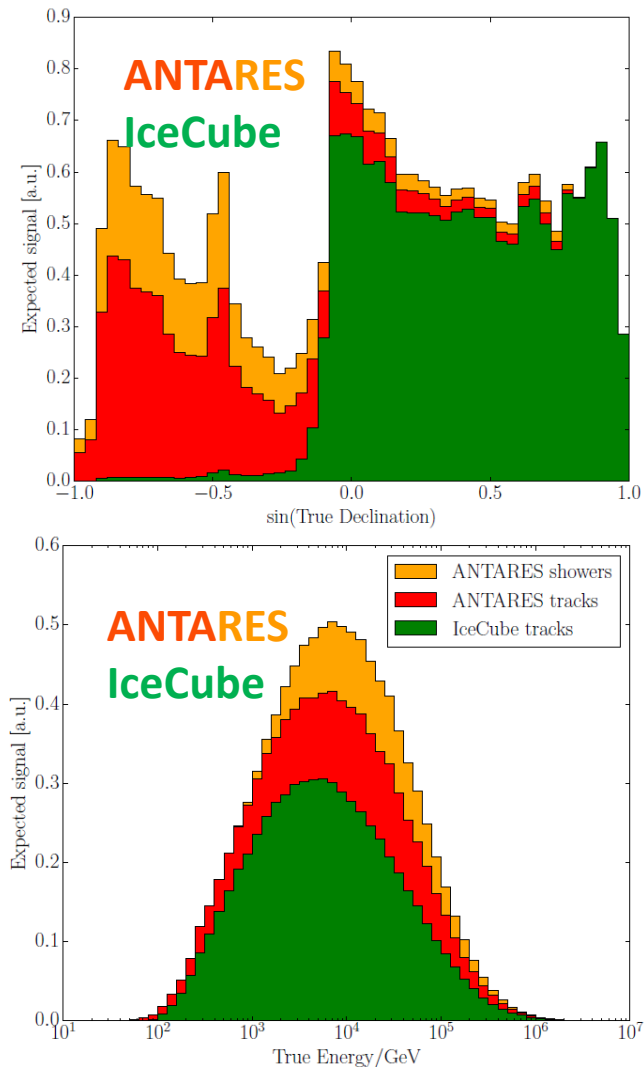 0.9
0.8
0.7
0.6
0.5
0.4
0.3
0.2
0.1
0.0
Expected signal [a.u.]
ANTARES
IceCube
−1.0 −0.5 0.0 0.5 1.0
sin(True Declination)
0.6
0.5
0.4
0.3
0.2
0.1
0.0
Expected signal [a.u.]
ANTARES
IceCube
ANTARES showers
ANTARES tracks
IceCube tracks
10^1 10^2 10^3 10^4 10^5 10^6 10^7
True Energy/GeV